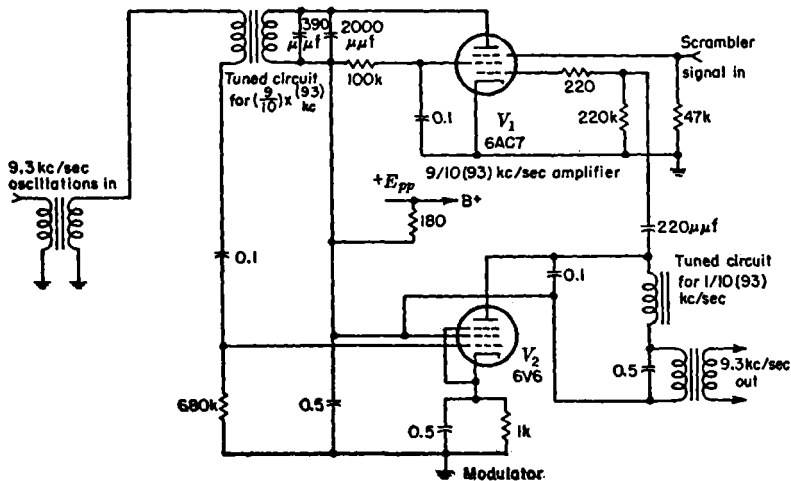 390
μμf
2000
μμf
Tuned circuit
for (9/10) x (93)
kc
100k
0.1
V1
6AC7
220
220k
47k
Scrambler
signal in
9/10(93) kc/sec amplifier
9.3kc/sec
oscillations in
+Epp
B+
180
220μμf
0.1
0.1
Tuned circuit
for 1/10(93)
kc/sec
V2
6V6
0.5
9.3kc/sec
out
680k
0.5
0.5
1k
Modulator